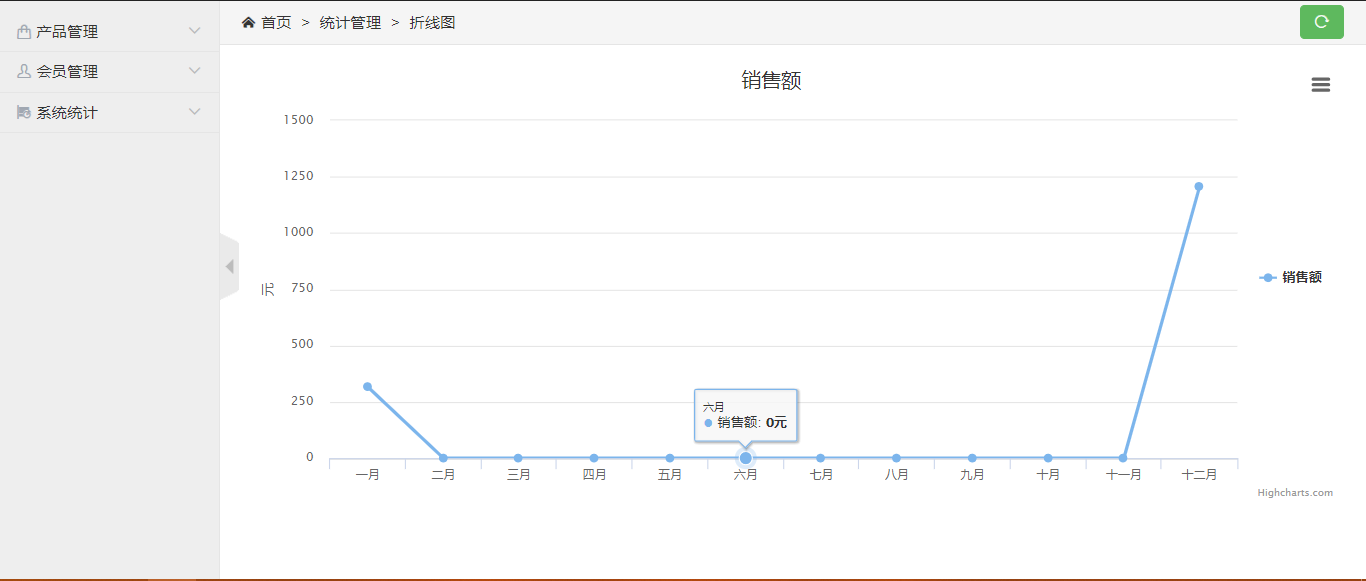 产品管理
会员管理
系统统计
首页 > 统计管理 > 折线图
销售额
1500
1250
1000
750
500
250
0
元
六月
销售额: 0元
一月 二月 三月 四月 五月 六月 七月 八月 九月 十月 十一月 十二月
销售额
Highcharts.com